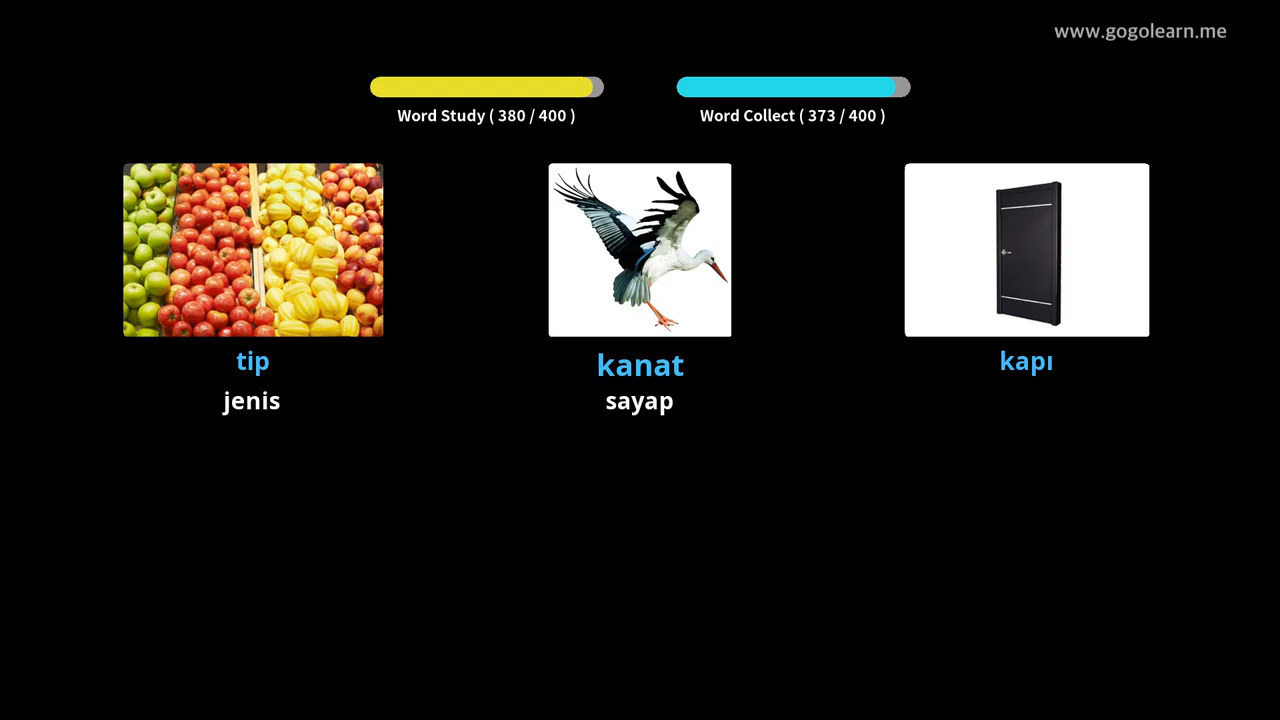 www.gogolearn.me
Word Study ( 380 / 400 )
Word Collect ( 373 / 400 )
tip
kanat
kapı
jenis
sayap